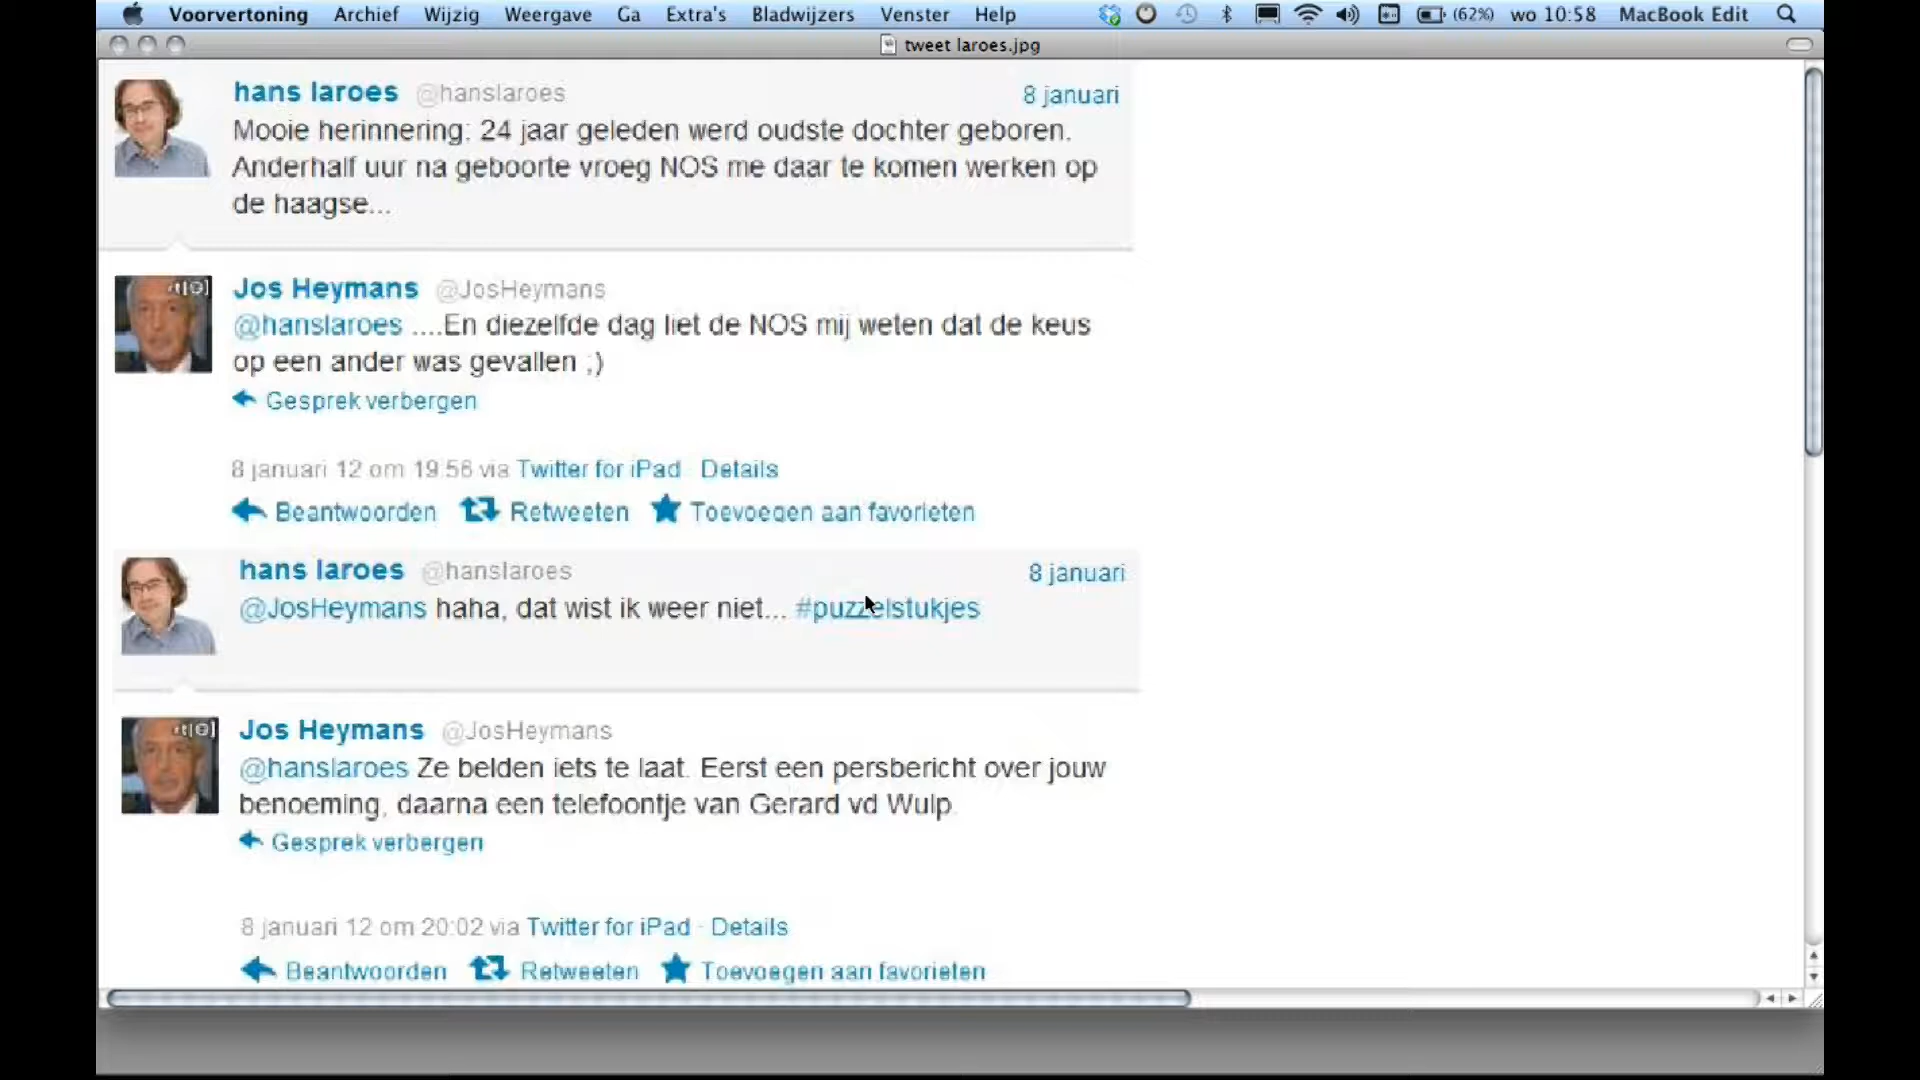 Voorvertoning Archief Wijzig Weergave Ga Extra's Bladwijzers Venster Help (62%) wo 10:58 MacBook Edit
tweet laroes.jpg
hans laroes @hanslaroes 8 januari
Mooie herinnering: 24 jaar geleden werd oudste dochter geboren.
Anderhalf uur na geboorte vroeg NOS me daar te komen werken op
de haagse...
Jos Heymans @JosHeymans
@hanslaroes ....En diezelfde dag liet de NOS mij weten dat de keus
op een ander was gevallen ;)
Gesprek verbergen
8 januari 12 om 19:56 via Twitter for iPad · Details
Beantwoorden Retweeten Toevoegen aan favorieten
hans laroes @hanslaroes 8 januari
@JosHeymans haha, dat wist ik weer niet... #puzzelstukjes
Jos Heymans @JosHeymans
@hanslaroes Ze belden iets te laat. Eerst een persbericht over jouw
benoeming, daarna een telefoontje van Gerard vd Wulp.
Gesprek verbergen
8 januari 12 om 20:02 via Twitter for iPad · Details
Beantwoorden Retweeten Toevoegen aan favorieten